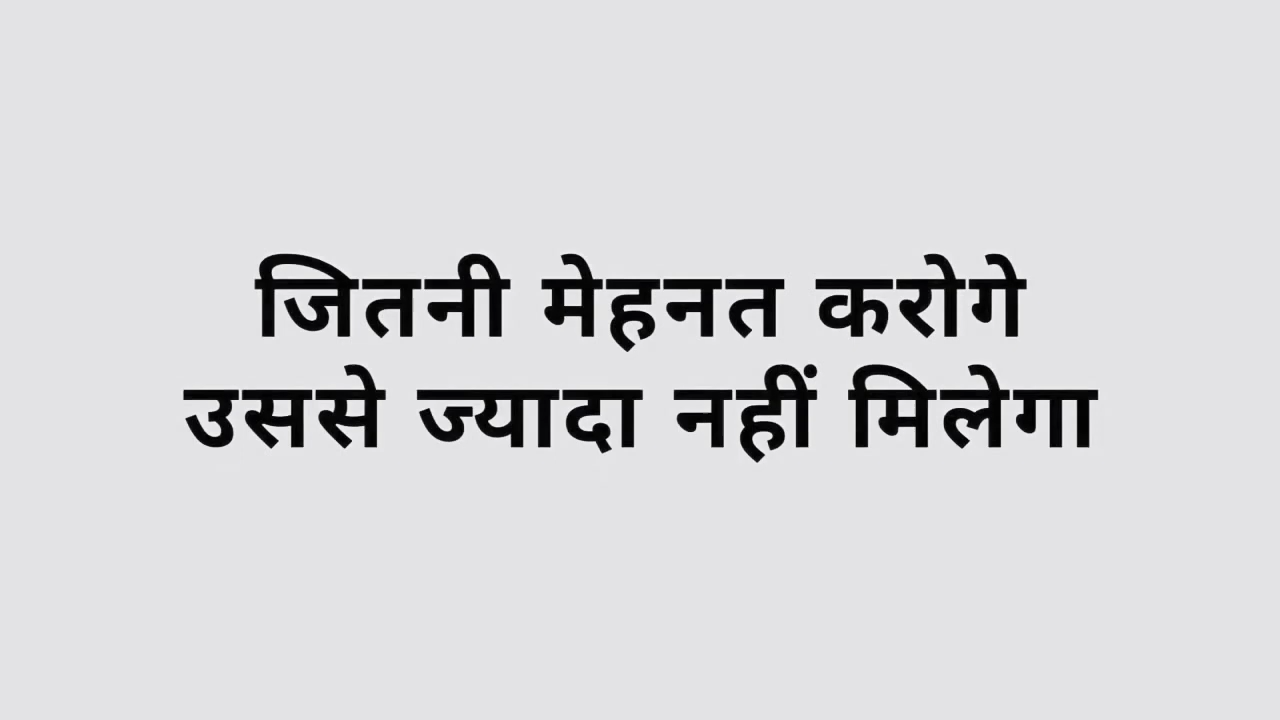 जितनी मेहनत करोगे
उससे ज्यादा नहीं मिलेगा